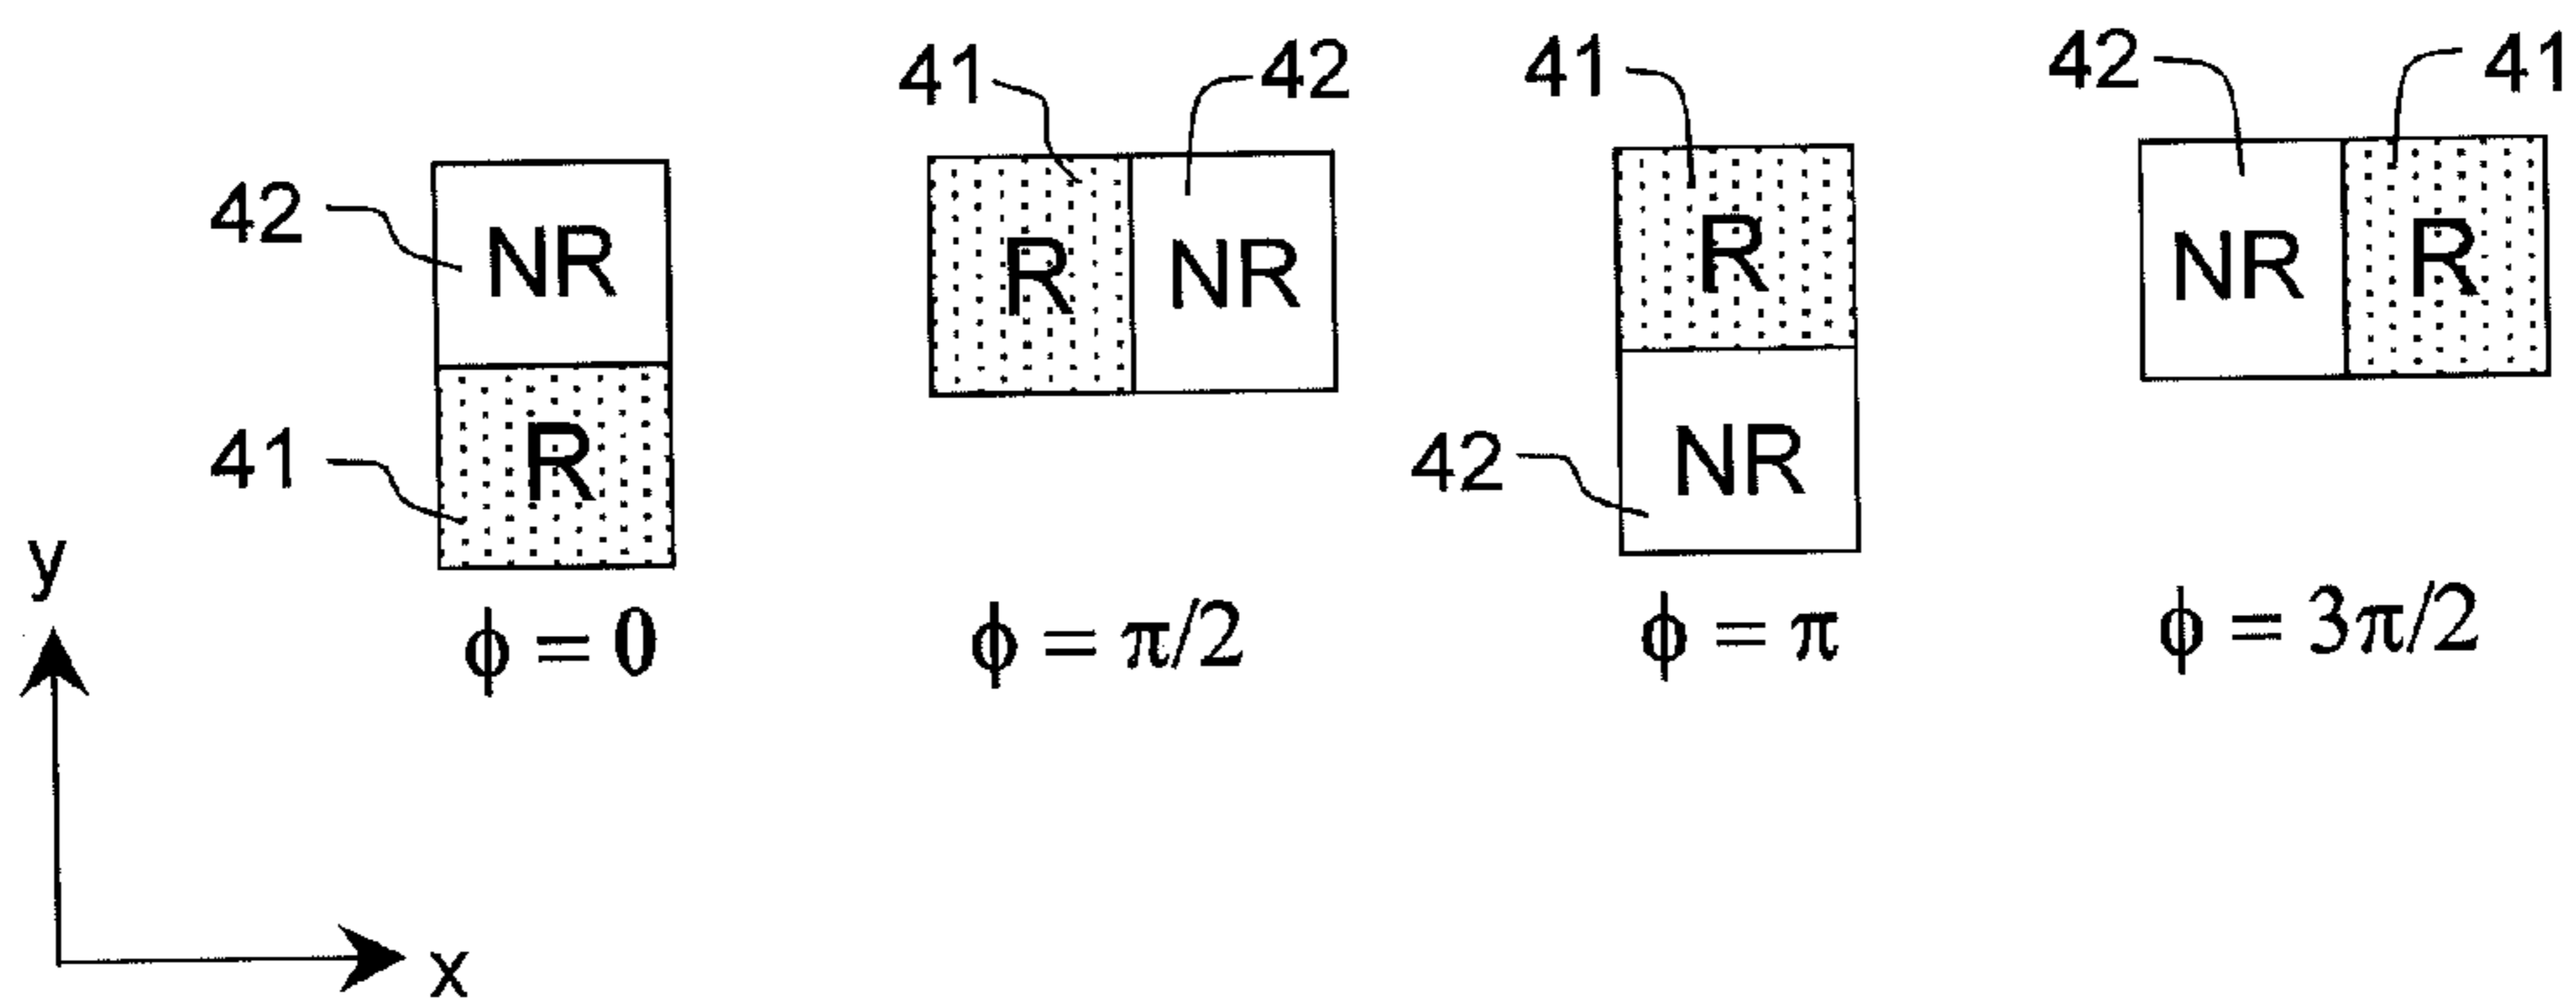 41 42 41 42 41
42 NR R NR R NR R
41 R 42 NR
y ϕ = 0 ϕ = π/2 ϕ = π ϕ = 3π/2
x